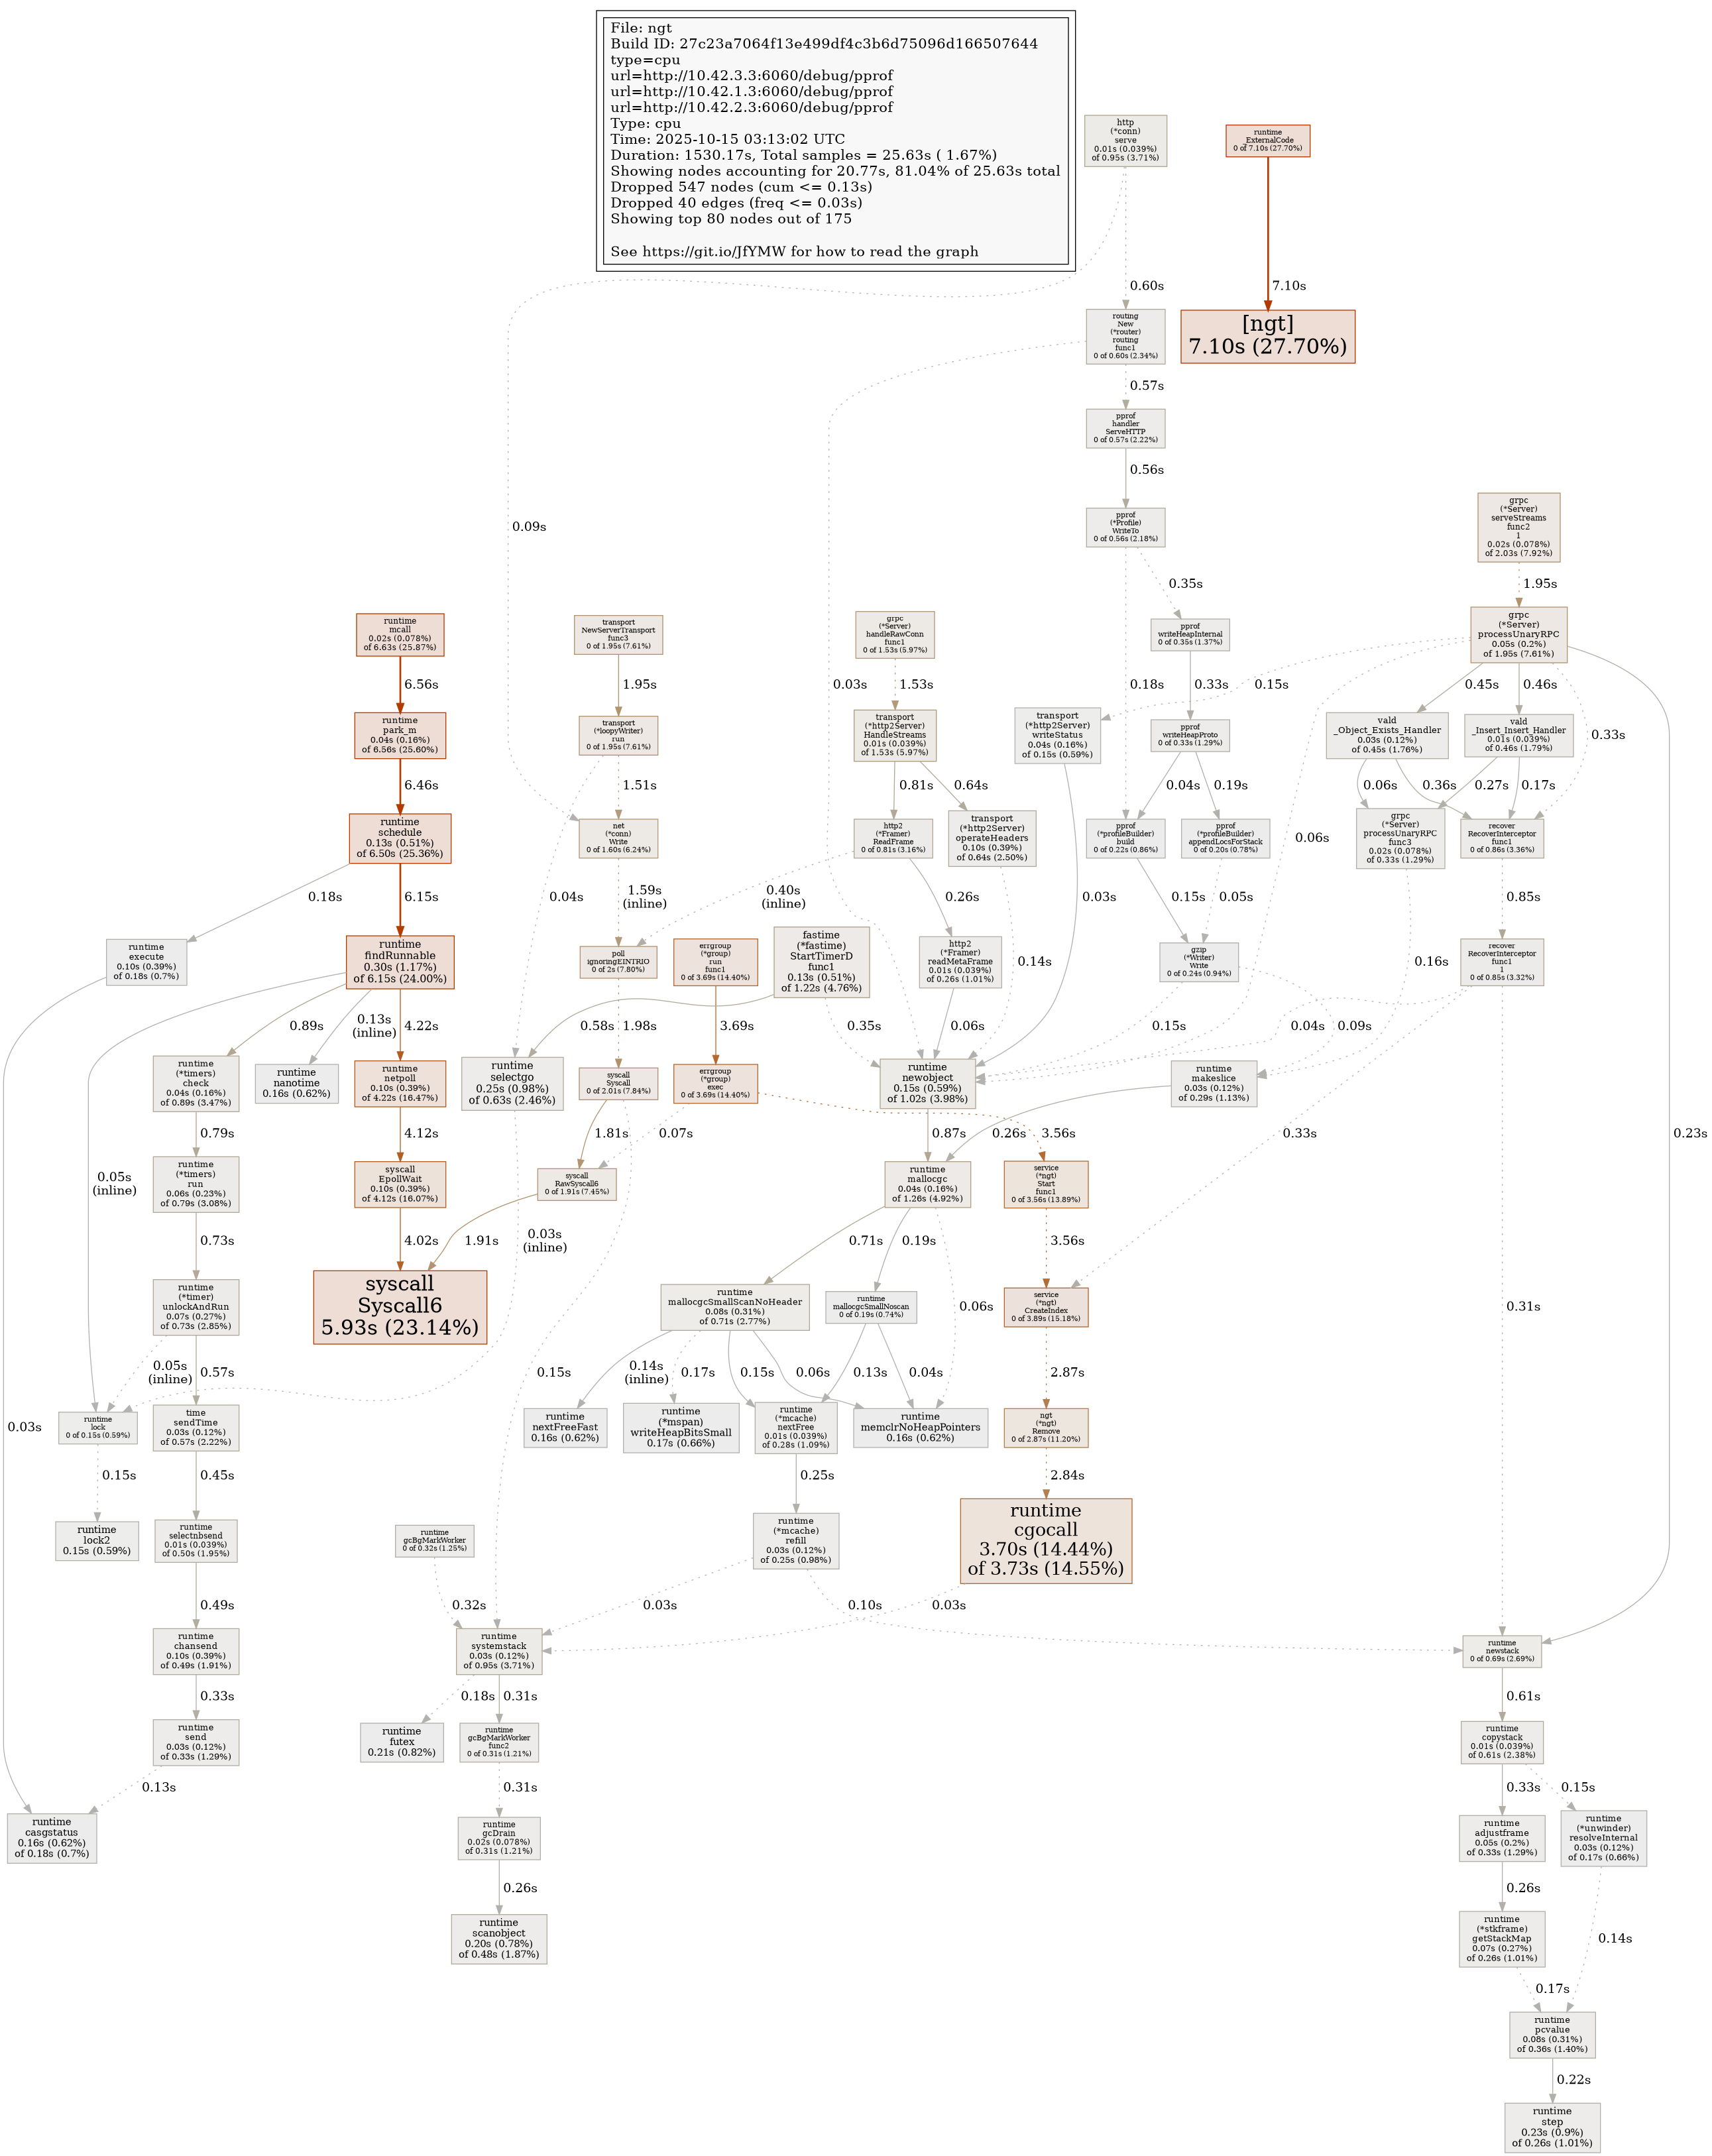 File: ngt
Build ID: 27c23a7064f13e499df4c3b6d75096d166507644
type=cpu
url=http://10.42.3.3:6060/debug/pprof
url=http://10.42.1.3:6060/debug/pprof
url=http://10.42.2.3:6060/debug/pprof
Type: cpu
Time: 2025-10-15 03:13:02 UTC
Duration: 1530.17s, Total samples = 25.63s ( 1.67%)
Showing nodes accounting for 20.77s, 81.04% of 25.63s total
Dropped 547 nodes (cum <= 0.13s)
Dropped 40 edges (freq <= 0.03s)
Showing top 80 nodes out of 175
See https://git.io/JfYMW for how to read the graph
http
(*conn)
serve
0.01s (0.039%)
of 0.95s (3.71%)
runtime
_ExternalCode
0 of 7.10s (27.70%)
0.60s
7.10s
routing
New
(*router)
routing
func1
0 of 0.60s (2.34%)
[ngt]
7.10s (27.70%)
0.57s
pprof
handler
ServeHTTP
0 of 0.57s (2.22%)
0.56s
0.09s
pprof
(*Profile)
WriteTo
0 of 0.56s (2.18%)
grpc
(*Server)
serveStreams
func2
1
0.02s (0.078%)
of 2.03s (7.92%)
0.35s
1.95s
runtime
mcall
0.02s (0.078%)
of 6.63s (25.87%)
transport
NewServerTransport
func3
0 of 1.95s (7.61%)
grpc
(*Server)
handleRawConn
func1
0 of 1.53s (5.97%)
pprof
writeHeapInternal
0 of 0.35s (1.37%)
grpc
(*Server)
processUnaryRPC
0.05s (0.2%)
of 1.95s (7.61%)
6.56s
1.95s
1.53s
0.03s
0.18s
0.33s
0.15s
0.45s
0.46s
runtime
park_m
0.04s (0.16%)
of 6.56s (25.60%)
transport
(*loopyWriter)
run
0 of 1.95s (7.61%)
transport
(*http2Server)
HandleStreams
0.01s (0.039%)
of 1.53s (5.97%)
transport
(*http2Server)
writeStatus
0.04s (0.16%)
of 0.15s (0.59%)
pprof
writeHeapProto
0 of 0.33s (1.29%)
vald
_Object_Exists_Handler
0.03s (0.12%)
of 0.45s (1.76%)
vald
_Insert_Insert_Handler
0.01s (0.039%)
of 0.46s (1.79%)
0.33s
6.46s
1.51s
0.81s
0.64s
0.04s
0.19s
0.06s
0.36s
0.27s
0.17s
runtime
schedule
0.13s (0.51%)
of 6.50s (25.36%)
net
(*conn)
Write
0 of 1.60s (6.24%)
http2
(*Framer)
ReadFrame
0 of 0.81s (3.16%)
transport
(*http2Server)
operateHeaders
0.10s (0.39%)
of 0.64s (2.50%)
pprof
(*profileBuilder)
build
0 of 0.22s (0.86%)
pprof
(*profileBuilder)
appendLocsForStack
0 of 0.20s (0.78%)
grpc
(*Server)
processUnaryRPC
func3
0.02s (0.078%)
of 0.33s (1.29%)
recover
RecoverInterceptor
func1
0 of 0.86s (3.36%)
0.06s
0.18s
6.15s
0.04s
1.59s
(inline)
0.40s
(inline)
0.26s
0.03s
0.15s
0.05s
0.85s
runtime
execute
0.10s (0.39%)
of 0.18s (0.7%)
runtime
findRunnable
0.30s (1.17%)
of 6.15s (24.00%)
poll
ignoringEINTRIO
0 of 2s (7.80%)
errgroup
(*group)
run
func1
0 of 3.69s (14.40%)
fastime
(*fastime)
StartTimerD
func1
0.13s (0.51%)
of 1.22s (4.76%)
http2
(*Framer)
readMetaFrame
0.01s (0.039%)
of 0.26s (1.01%)
0.14s
gzip
(*Writer)
Write
0 of 0.24s (0.94%)
0.16s
recover
RecoverInterceptor
func1
1
0 of 0.85s (3.32%)
0.89s
0.13s
(inline)
4.22s
0.58s
1.98s
3.69s
0.35s
0.06s
0.15s
0.04s
0.09s
runtime
(*timers)
check
0.04s (0.16%)
of 0.89s (3.47%)
runtime
nanotime
0.16s (0.62%)
runtime
netpoll
0.10s (0.39%)
of 4.22s (16.47%)
runtime
selectgo
0.25s (0.98%)
of 0.63s (2.46%)
syscall
Syscall
0 of 2.01s (7.84%)
errgroup
(*group)
exec
0 of 3.69s (14.40%)
runtime
newobject
0.15s (0.59%)
of 1.02s (3.98%)
runtime
makeslice
0.03s (0.12%)
of 0.29s (1.13%)
0.79s
4.12s
1.81s
0.07s
0.87s
0.26s
3.56s
0.33s
0.23s
0.05s
(inline)
runtime
(*timers)
run
0.06s (0.23%)
of 0.79s (3.08%)
syscall
EpollWait
0.10s (0.39%)
of 4.12s (16.07%)
syscall
RawSyscall6
0 of 1.91s (7.45%)
runtime
mallocgc
0.04s (0.16%)
of 1.26s (4.92%)
service
(*ngt)
Start
func1
0 of 3.56s (13.89%)
0.73s
4.02s
1.91s
0.03s
(inline)
0.71s
0.19s
3.56s
runtime
(*timer)
unlockAndRun
0.07s (0.27%)
of 0.73s (2.85%)
syscall
Syscall6
5.93s (23.14%)
runtime
mallocgcSmallScanNoHeader
0.08s (0.31%)
of 0.71s (2.77%)
runtime
mallocgcSmallNoscan
0 of 0.19s (0.74%)
0.06s
service
(*ngt)
CreateIndex
0 of 3.89s (15.18%)
0.31s
0.05s
(inline)
0.57s
0.15s
0.14s
(inline)
0.17s
0.15s
0.06s
0.13s
0.04s
2.87s
0.03s
runtime
lock
0 of 0.15s (0.59%)
time
sendTime
0.03s (0.12%)
of 0.57s (2.22%)
runtime
nextFreeFast
0.16s (0.62%)
runtime
(*mspan)
writeHeapBitsSmall
0.17s (0.66%)
runtime
(*mcache)
nextFree
0.01s (0.039%)
of 0.28s (1.09%)
runtime
memclrNoHeapPointers
0.16s (0.62%)
ngt
(*ngt)
Remove
0 of 2.87s (11.20%)
0.15s
0.45s
0.25s
2.84s
runtime
lock2
0.15s (0.59%)
runtime
selectnbsend
0.01s (0.039%)
of 0.50s (1.95%)
runtime
gcBgMarkWorker
0 of 0.32s (1.25%)
runtime
(*mcache)
refill
0.03s (0.12%)
of 0.25s (0.98%)
runtime
cgocall
3.70s (14.44%)
of 3.73s (14.55%)
0.49s
0.32s
0.03s
0.10s
0.03s
runtime
chansend
0.10s (0.39%)
of 0.49s (1.91%)
runtime
systemstack
0.03s (0.12%)
of 0.95s (3.71%)
runtime
newstack
0 of 0.69s (2.69%)
0.33s
0.18s
0.31s
0.61s
runtime
send
0.03s (0.12%)
of 0.33s (1.29%)
runtime
futex
0.21s (0.82%)
runtime
gcBgMarkWorker
func2
0 of 0.31s (1.21%)
runtime
copystack
0.01s (0.039%)
of 0.61s (2.38%)
0.13s
0.31s
0.33s
0.15s
runtime
casgstatus
0.16s (0.62%)
of 0.18s (0.7%)
runtime
gcDrain
0.02s (0.078%)
of 0.31s (1.21%)
runtime
adjustframe
0.05s (0.2%)
of 0.33s (1.29%)
runtime
(*unwinder)
resolveInternal
0.03s (0.12%)
of 0.17s (0.66%)
0.26s
0.26s
runtime
scanobject
0.20s (0.78%)
of 0.48s (1.87%)
runtime
(*stkframe)
getStackMap
0.07s (0.27%)
of 0.26s (1.01%)
0.14s
0.17s
runtime
pcvalue
0.08s (0.31%)
of 0.36s (1.40%)
0.22s
runtime
step
0.23s (0.9%)
of 0.26s (1.01%)